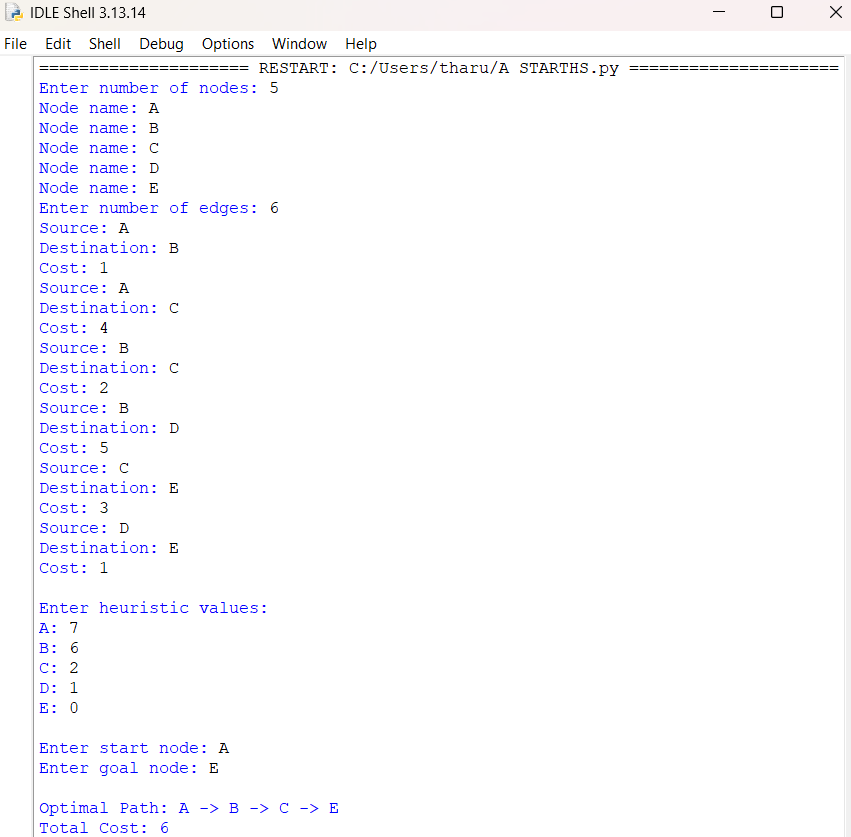 IDLE Shell 3.13.14
File Edit Shell Debug Options Window Help
===================== RESTART: C:/Users/tharu/A STARTHS.py =====================
Enter number of nodes: 5
Node name: A
Node name: B
Node name: C
Node name: D
Node name: E
Enter number of edges: 6
Source: A
Destination: B
Cost: 1
Source: A
Destination: C
Cost: 4
Source: B
Destination: C
Cost: 2
Source: B
Destination: D
Cost: 5
Source: C
Destination: E
Cost: 3
Source: D
Destination: E
Cost: 1
Enter heuristic values:
A: 7
B: 6
C: 2
D: 1
E: 0
Enter start node: A
Enter goal node: E
Optimal Path: A -> B -> C -> E
Total Cost: 6